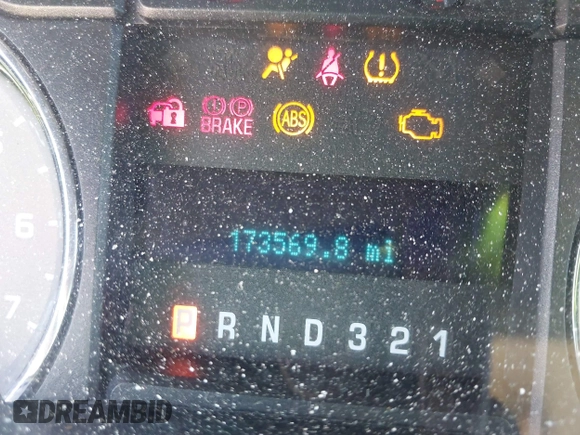 (P)
BRAKE
ABS
173569.8 mi
6
7
P R N D 3 2 1
DREAMBID